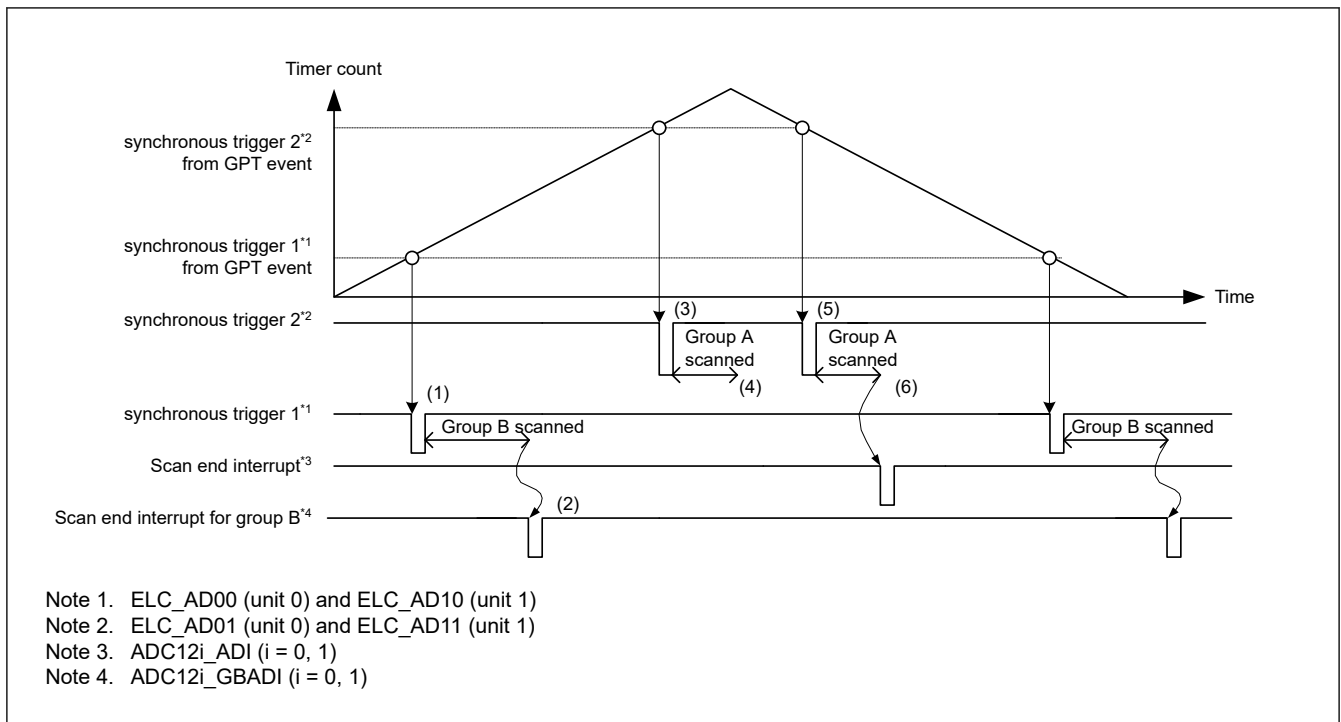 Timer count
synchronous trigger 2*2
from GPT event
synchronous trigger 1*1
from GPT event
Time
synchronous trigger 2*2
(3)
(5)
Group A
scanned
Group A
scanned
(4)
(6)
(1)
synchronous trigger 1*1
Group B scanned
Group B scanned
Scan end interrupt*3
(2)
Scan end interrupt for group B*4
Note 1. ELC_AD00 (unit 0) and ELC_AD10 (unit 1)
Note 2. ELC_AD01 (unit 0) and ELC_AD11 (unit 1)
Note 3. ADC12i_ADI (i = 0, 1)
Note 4. ADC12i_GBADI (i = 0, 1)